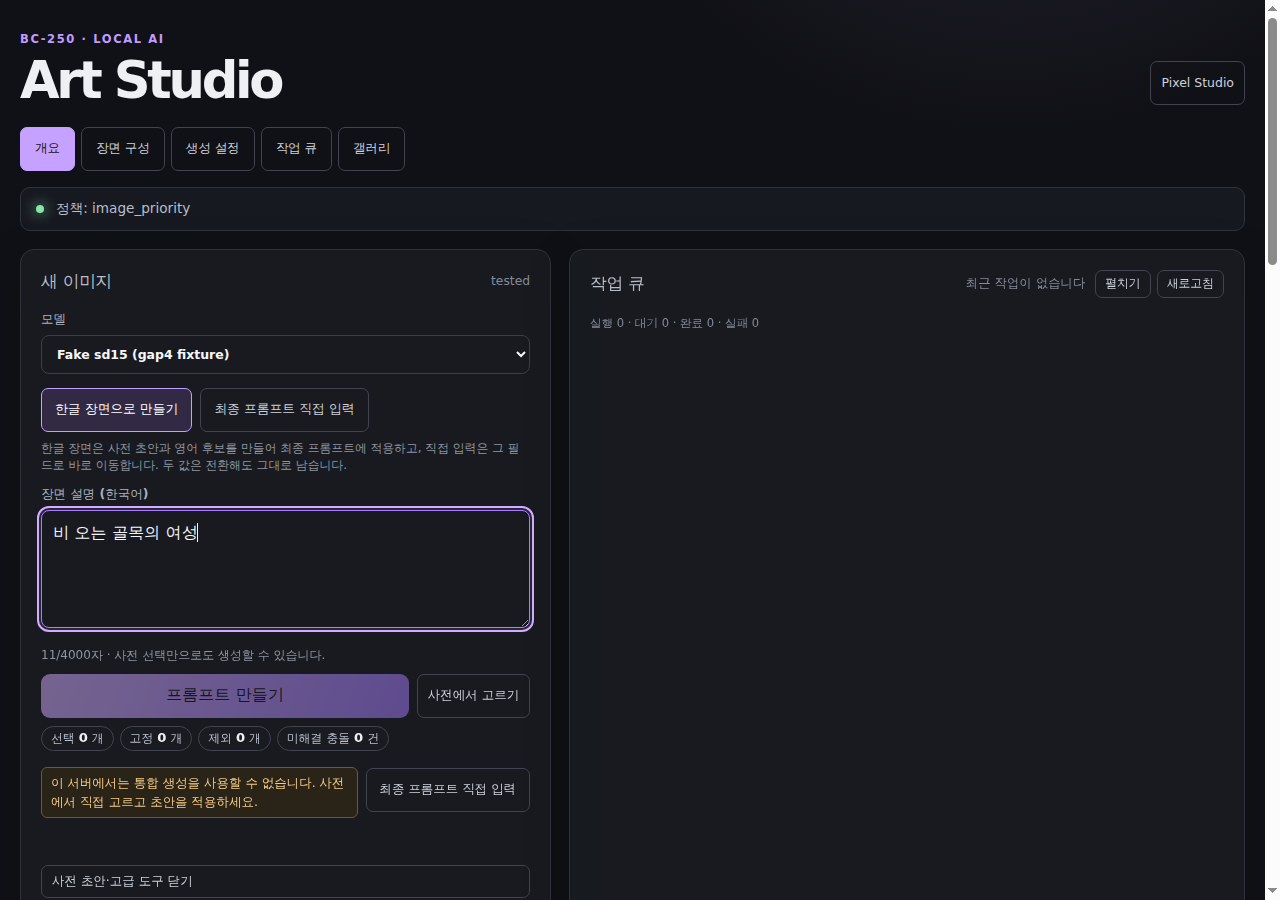 BC-250 · LOCAL AI
Art Studio
Pixel Studio
개요
장면 구성
생성 설정
작업 큐
갤러리
정책: image_priority
새 이미지
tested
모델
Fake sd15 (gap4 fixture)
한글 장면으로 만들기
최종 프롬프트 직접 입력
한글 장면은 사전 초안과 영어 후보를 만들어 최종 프롬프트에 적용하고, 직접 입력은 그 필
드로 바로 이동합니다. 두 값은 전환해도 그대로 남습니다.
장면 설명 (한국어)
비 오는 골목의 여성
11/4000자 · 사전 선택만으로도 생성할 수 있습니다.
프롬프트 만들기
사전에서 고르기
선택 0 개
고정 0 개
제외 0 개
미해결 충돌 0 건
이 서버에서는 통합 생성을 사용할 수 없습니다. 사전
에서 직접 고르고 초안을 적용하세요.
최종 프롬프트 직접 입력
사전 초안·고급 도구 닫기
작업 큐
최근 작업이 없습니다
펼치기
새로고침
실행 0 · 대기 0 · 완료 0 · 실패 0